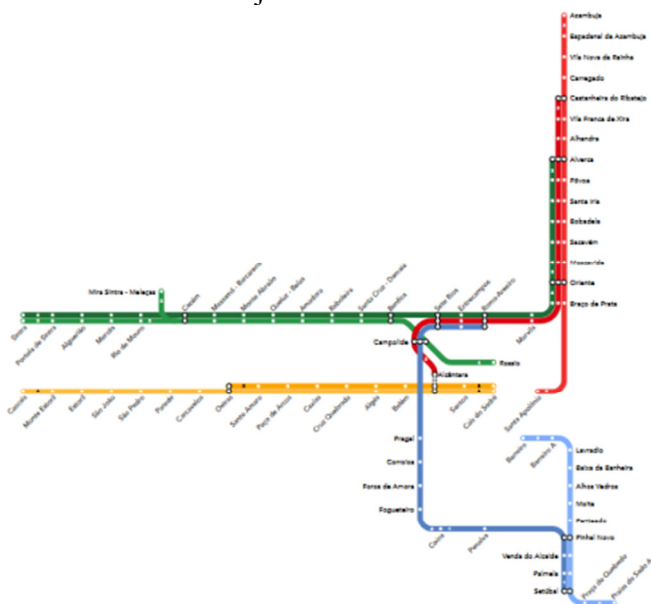 Azambuja
Espadanal da Azambuja
Vila Nova da Rainha
Carregado
Castanheira do Ribatejo
Vila Franca de Xira
Alhandra
Alverca
Póvoa
Santa Iria
Bobadela
Sacavém
Moscavide
Oriente
Braço de Prata
Mira Sintra - Meleças
Cacém
Massamá - Barcarena
Monte Abraão
Queluz - Belas
Amadora
Reboleira
Santa Cruz - Damaia
Benfica
Sete Rios
Entrecampos
Roma-Areeiro
Marvila
Sintra
Portela de Sintra
Algueirão
Mercês
Rio de Mouro
Campolide
Rossio
Alcântara
Cascais
Monte Estoril
Estoril
São João
São Pedro
Parede
Carcavelos
Oeiras
Santo Amaro
Paço de Arcos
Caxias
Cruz Quebrada
Algés
Belém
Santos
Cais do Sodré
Santa Apolónia
Pragal
Corroios
Foros de Amora
Fogueteiro
Coina
Penalva
Barreiro
Barreiro A
Lavradio
Baixa da Banheira
Alhos Vedros
Moita
Penteado
Pinhal Novo
Venda do Alcaide
Palmela
Setúbal
Praça do Quebedo
Praias do Sado A